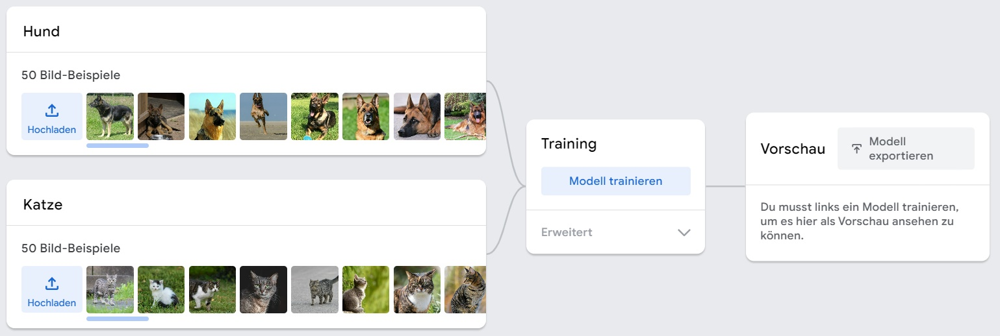 Hund
50 Bild-Beispiele
Hochladen
Katze
50 Bild-Beispiele
Hochladen
Training
Modell trainieren
Erweitert
Vorschau
Modell
exportieren
Du musst links ein Modell trainieren,
um es hier als Vorschau ansehen zu
können.